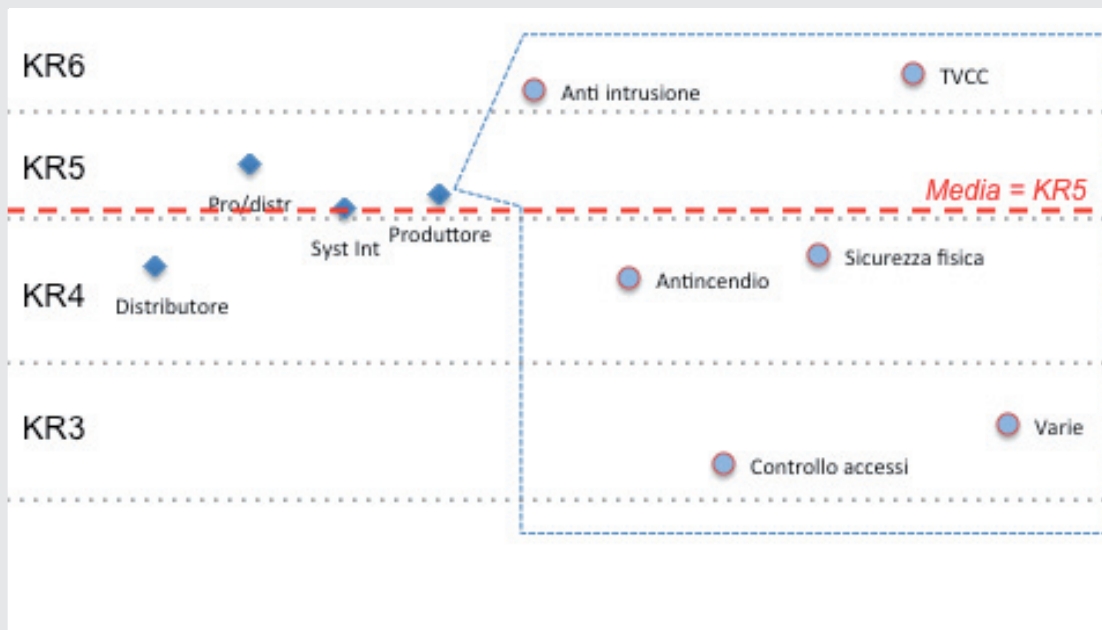 KR6
Anti intrusione
TVCC
KR5
Pro/distr
Media = KR5
Syst Int
Produttore
Sicurezza fisica
Antincendio
KR4
Distributore
KR3
Varie
Controllo accessi